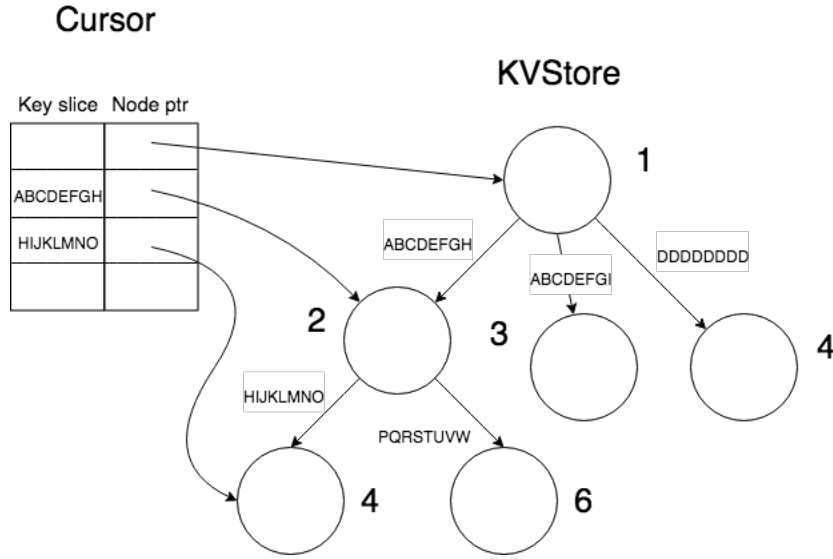 Cursor
KVStore
Key slice Node ptr
1
ABCDEFGH
HIJKLMNO
ABCDEFGH
DDDDDDDD
ABCDEFGI
2
3
4
HIJKLMNO
PQRSTUVW
4
6